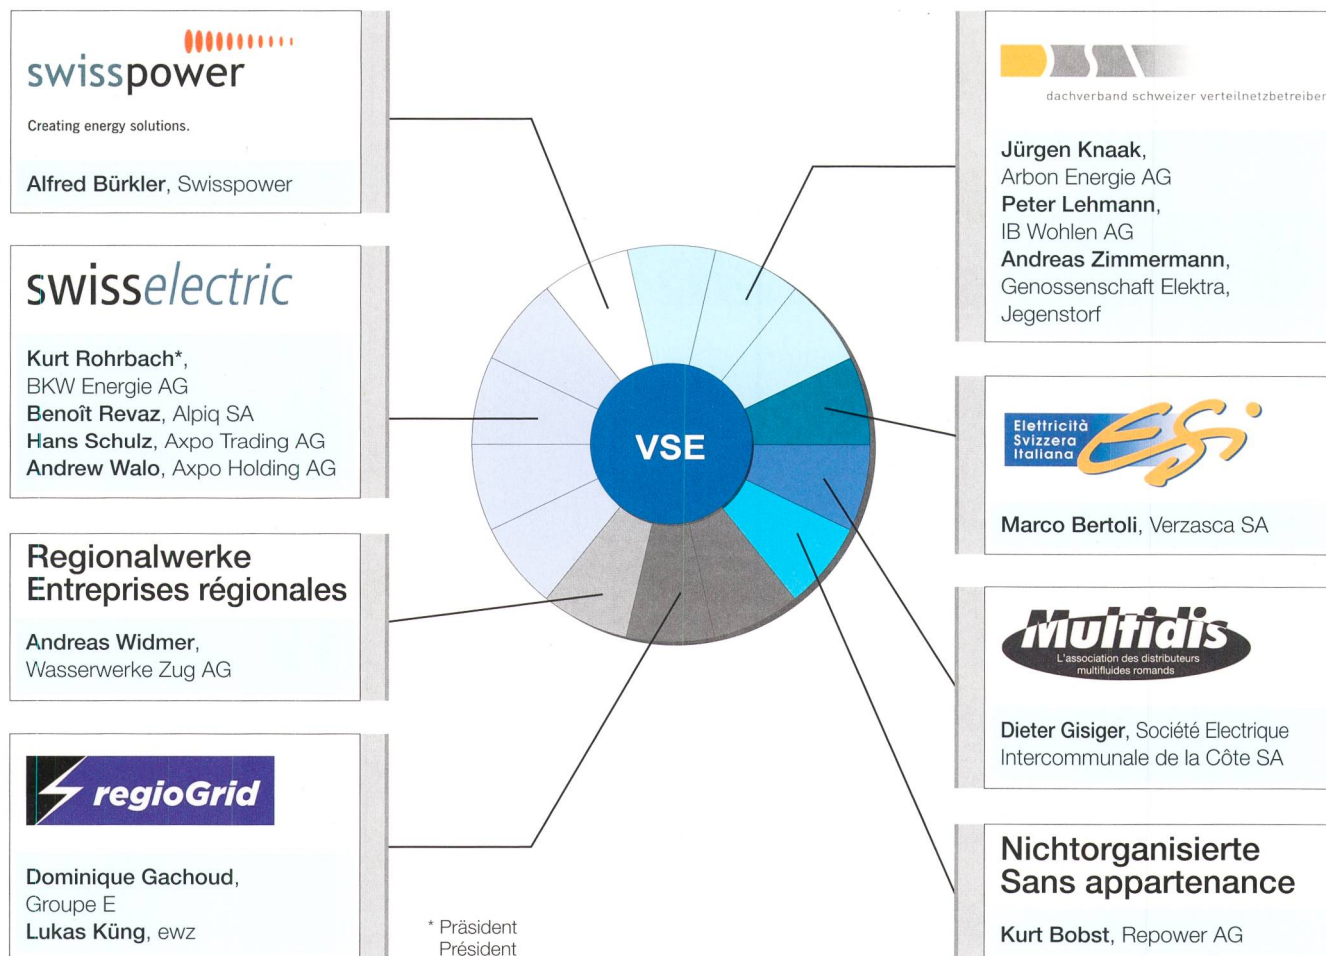 swisspower
Creating energy solutions.
Alfred Bürkler, Swisspower
swisselectric
Kurt Rohrbach*,
BKW Energie AG
Benoît Revaz, Alpiq SA
Hans Schulz, Axpo Trading AG
Andrew Walo, Axpo Holding AG
Regionalwerke
Entreprises régionales
Andreas Widmer,
Wasserwerke Zug AG
regioGrid
Dominique Gachoud,
Groupe E
Lukas Küng, ewz
* Präsident
Président
VSE
DSV
dachverband schweizer verteilnetzbetreiber
Jürgen Knaak,
Arbon Energie AG
Peter Lehmann,
IB Wohlen AG
Andreas Zimmermann,
Genossenschaft Elektra,
Jegenstorf
Elettricità
Svizzera
Italiana
ESi
Marco Bertoli, Verzasca SA
Multidis
L'association des distributeurs
multifluides romands
Dieter Gisiger, Société Electrique
Intercommunale de la Côte SA
Nichtorganisierte
Sans appartenance
Kurt Bobst, Repower AG